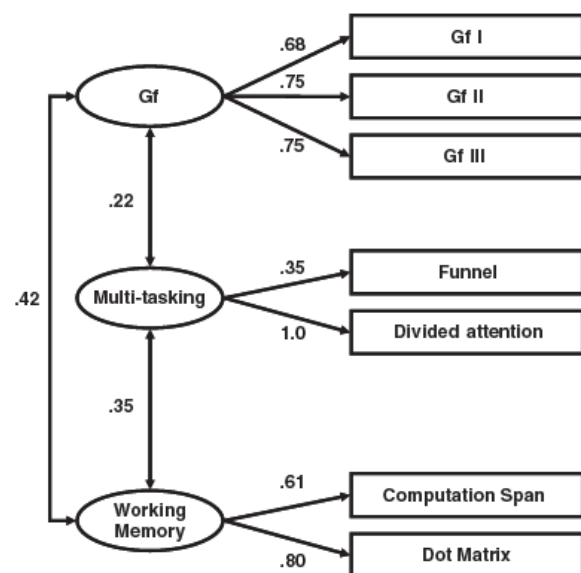 .68
Gf I
Gf
.75
Gf II
.75
Gf III
.22
.42
Multi-tasking
.35
Funnel
1.0
Divided attention
.35
Working
Memory
.61
Computation Span
.80
Dot Matrix